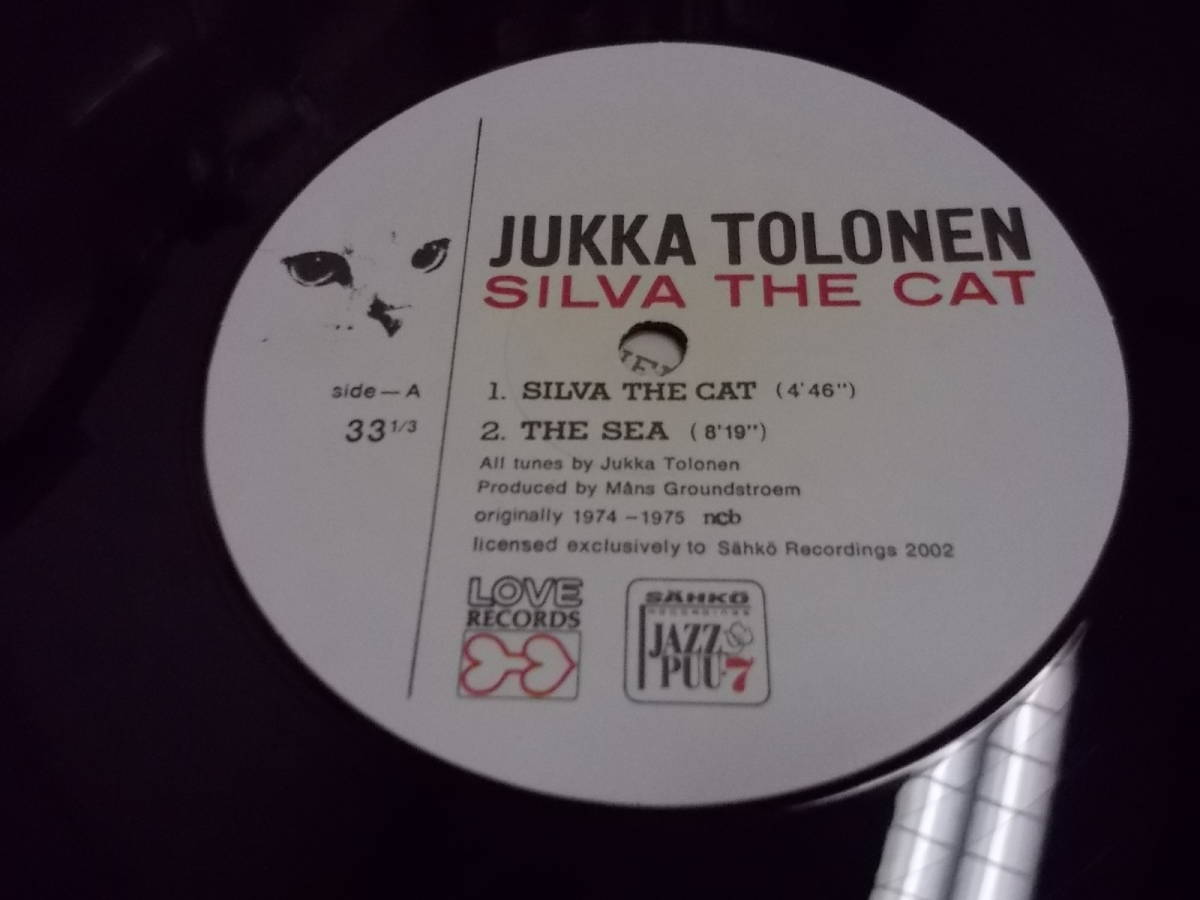 JUKKA TOLONEN
SILVA THE CAT
side — A
33 1/3
1. SILVA THE CAT (4'46")
2. THE SEA (8'19")
All tunes by Jukka Tolonen
Produced by Måns Groundstroem
originally 1974 – 1975 ncb
licensed exclusively to Sähkö Recordings 2002
LOVE
RECORDS
SÄHKÖ
RECORDINGS
JAZZ
PUU·7